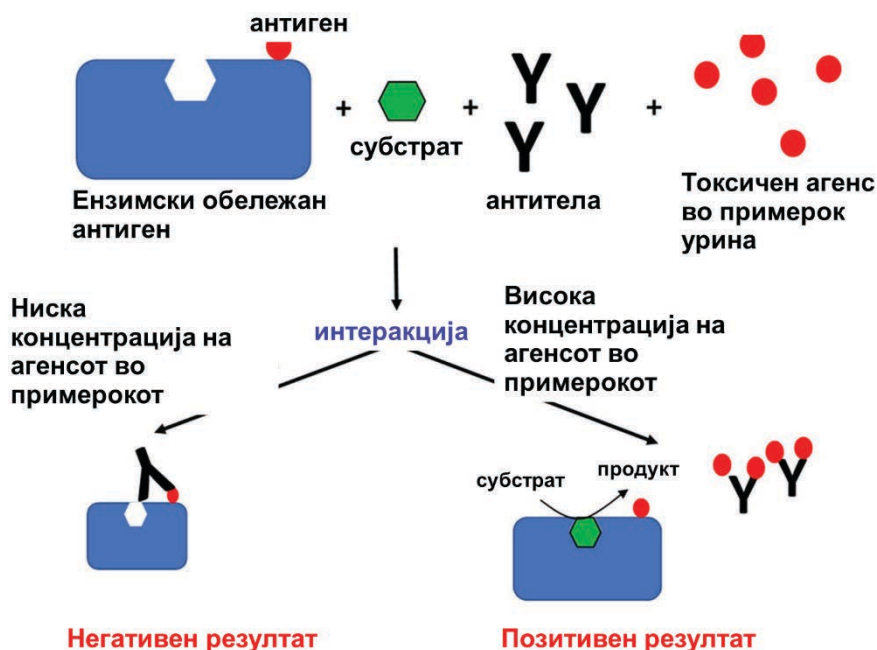 антиген
+
+
+
субстрат
Ензимски обележан
антиген
антитела
Токсичен агенс
во примерок
урина
Ниска
концентрација на
агенсот во
примерокот
интеракција
Висока
концентрација на
агенсот во
примерокот
субстрат
продукт
Негативен резултат
Позитивен резултат